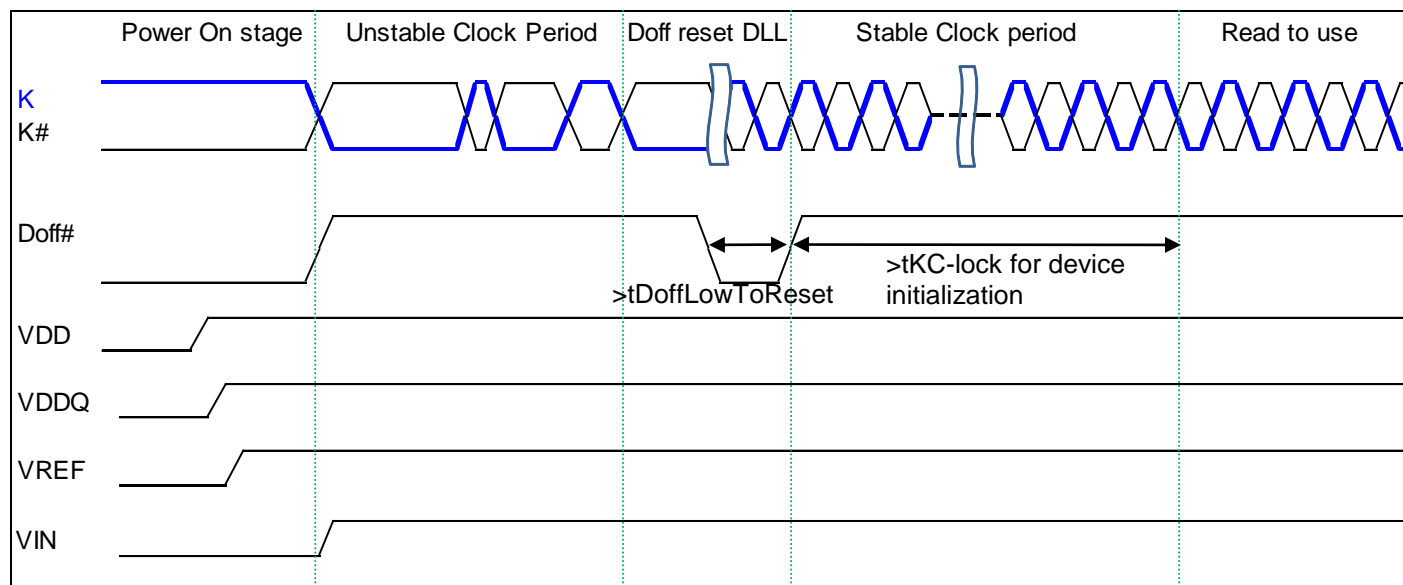 Power On stage
Unstable Clock Period
Doff reset DLL
Stable Clock period
Read to use
K
K#
Doff#
>tDoffLowToReset
>tKC-lock for device
initialization
VDD
VDDQ
VREF
VIN